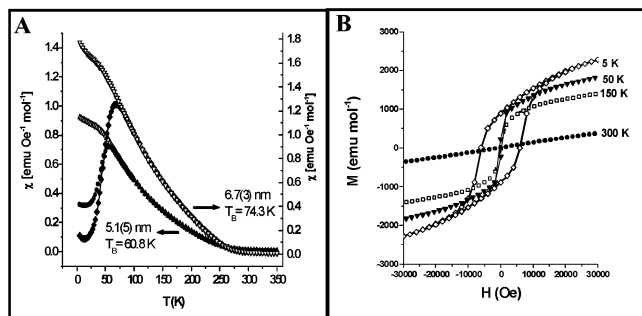 A
χ [emu Oe⁻¹ mol⁻¹]
1.4
1.2
1.0
0.8
0.6
0.4
0.2
0.0
0 50 100 150 200 250 300 350
T(K)
1.8
1.6
1.4
1.2
1.0
0.8
0.6
0.4
0.2
0.0
χ [emu Oe⁻¹ mol⁻¹]
6.7(3) nm
T_B = 74.3 K
5.1(5) nm
T_B = 60.8 K
B
M (emu mol⁻¹)
3000
2000
1000
0
-1000
-2000
-3000
-30000 -20000 -10000 0 10000 20000 30000
H (Oe)
5 K
50 K
150 K
300 K